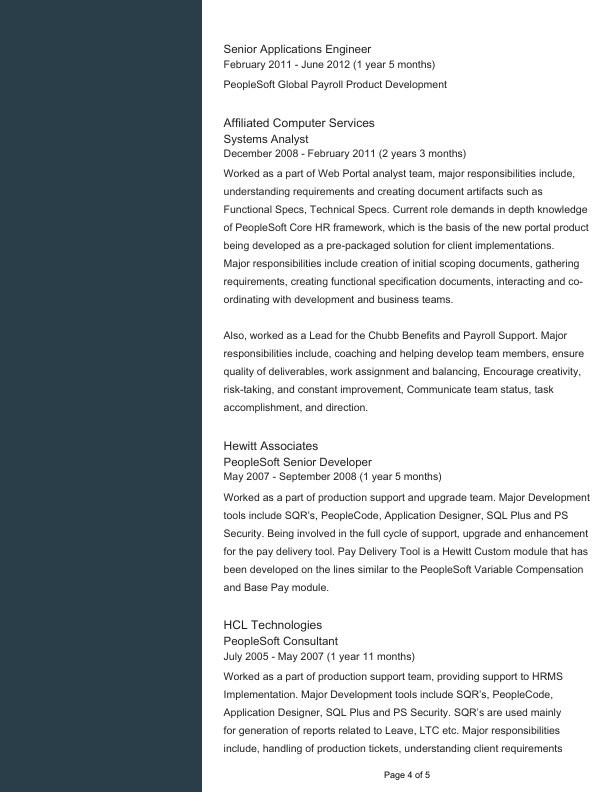 Senior Applications Engineer
February 2011 - June 2012 (1 year 5 months)
PeopleSoft Global Payroll Product Development
Affiliated Computer Services
Systems Analyst
December 2008 - February 2011 (2 years 3 months)
Worked as a part of Web Portal analyst team, major responsibilities include,
understanding requirements and creating document artifacts such as
Functional Specs, Technical Specs. Current role demands in depth knowledge
of PeopleSoft Core HR framework, which is the basis of the new portal product
being developed as a pre-packaged solution for client implementations.
Major responsibilities include creation of initial scoping documents, gathering
requirements, creating functional specification documents, interacting and co-
ordinating with development and business teams.
Also, worked as a Lead for the Chubb Benefits and Payroll Support. Major
responsibilities include, coaching and helping develop team members, ensure
quality of deliverables, work assignment and balancing, Encourage creativity,
risk-taking, and constant improvement, Communicate team status, task
accomplishment, and direction.
Hewitt Associates
PeopleSoft Senior Developer
May 2007 - September 2008 (1 year 5 months)
Worked as a part of production support and upgrade team. Major Development
tools include SQR's, PeopleCode, Application Designer, SQL Plus and PS
Security. Being involved in the full cycle of support, upgrade and enhancement
for the pay delivery tool. Pay Delivery Tool is a Hewitt Custom module that has
been developed on the lines similar to the PeopleSoft Variable Compensation
and Base Pay module.
HCL Technologies
PeopleSoft Consultant
July 2005 - May 2007 (1 year 11 months)
Worked as a part of production support team, providing support to HRMS
Implementation. Major Development tools include SQR's, PeopleCode,
Application Designer, SQL Plus and PS Security. SQR's are used mainly
for generation of reports related to Leave, LTC etc. Major responsibilities
include, handling of production tickets, understanding client requirements
Page 4 of 5